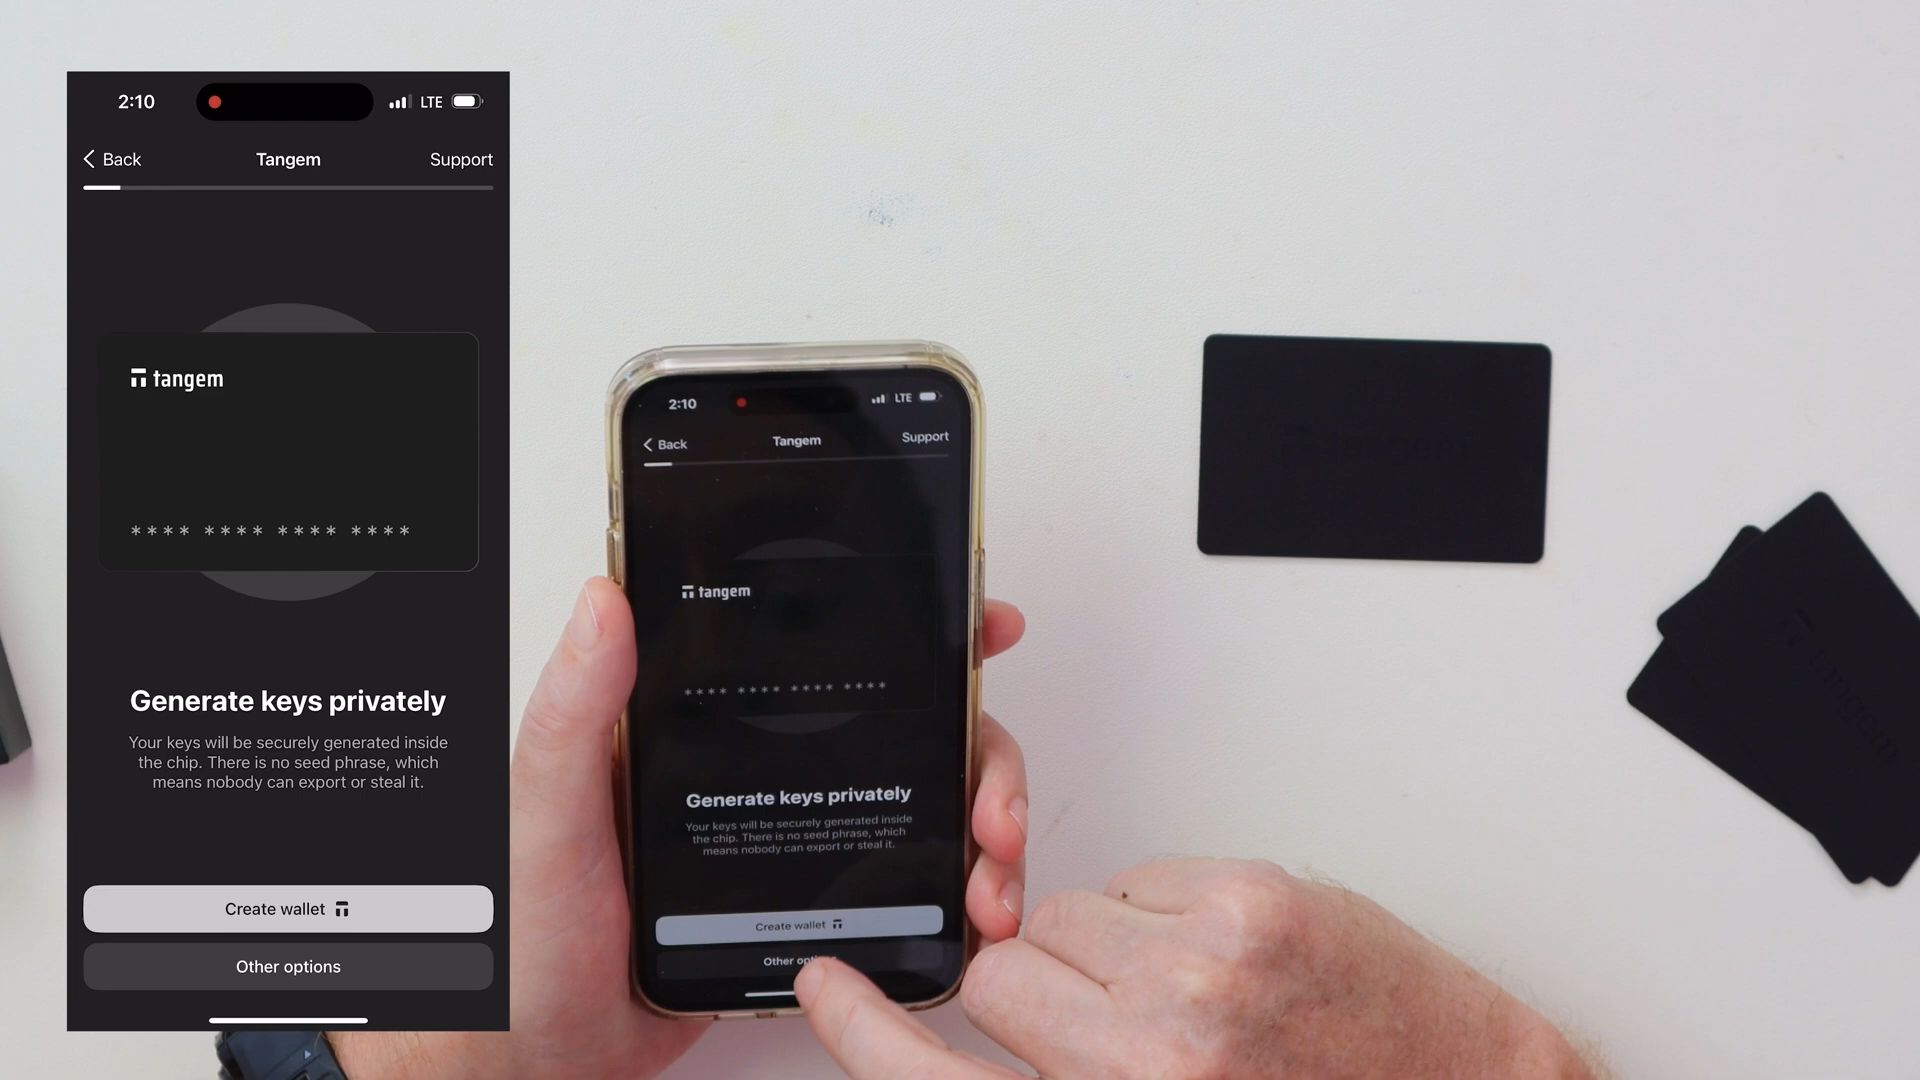 2:10
LTE
Back
Tangem
Support
tangem
**** **** **** ****
Generate keys privately
Your keys will be securely generated inside
the chip. There is no seed phrase, which
means nobody can export or steal it.
Create wallet
Other options
2:10
LTE
Back
Tangem
Support
tangem
**** **** **** ****
Generate keys privately
Your keys will be securely generated inside
the chip. There is no seed phrase, which
means nobody can export or steal it.
Create wallet
Other
tangem
tangem